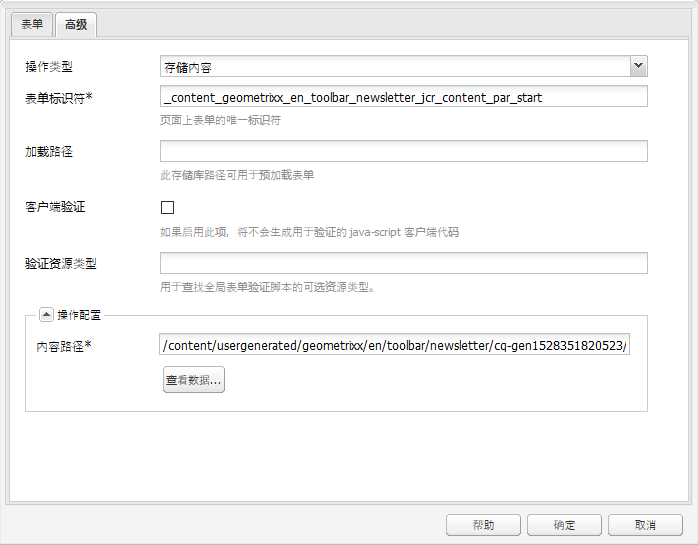 表单 高级
操作类型 存储内容
表单标识符* _content_geometrixx_en_toolbar_newsletter_jcr_content_par_start
页面上表单的唯一标识符
加载路径
此存储库路径可用于预加载表单
客户端验证
如果启用此项，将不会生成用于验证的 java-script 客户端代码
验证资源类型
用于查找全局表单验证脚本的可选资源类型。
操作配置
内容路径* /content/usergenerated/geometrixx/en/toolbar/newsletter/cq-gen1528351820523/
查看数据...
帮助 确定 取消